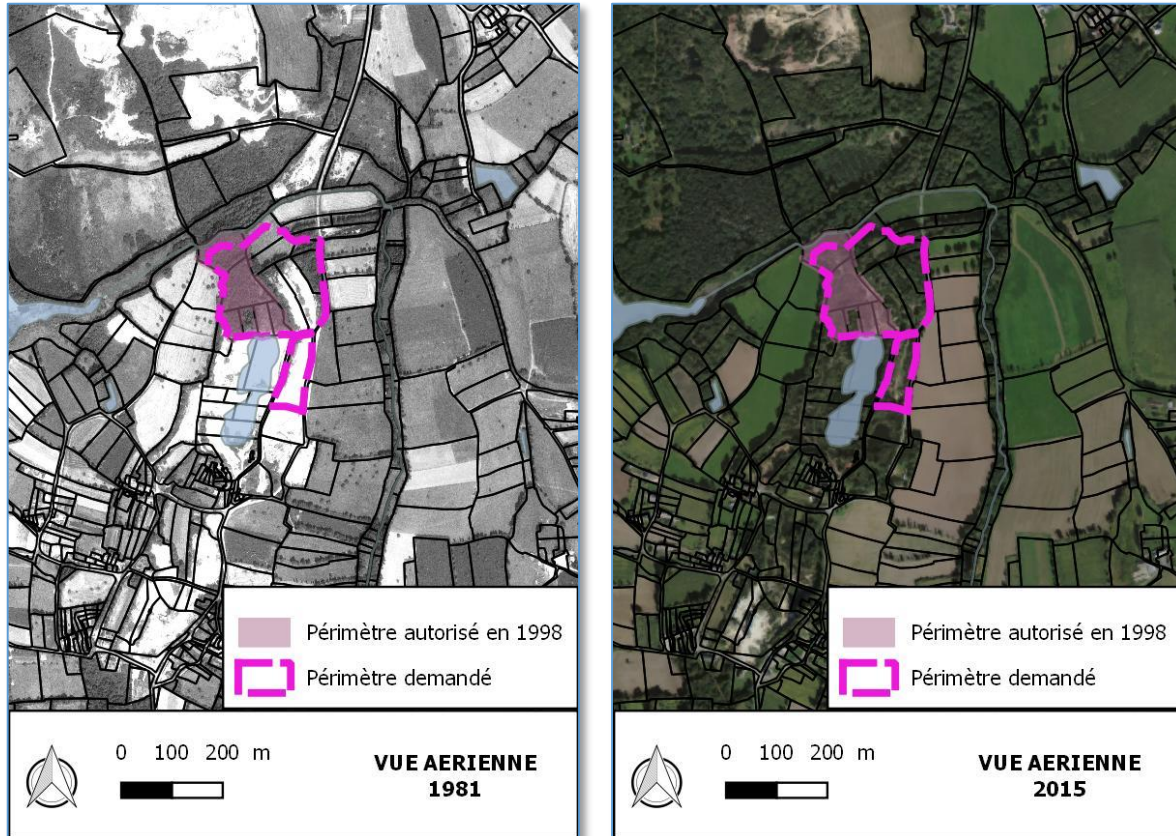 Périmètre autorisé en 1998
Périmètre demandé
0 100 200 m
VUE AERIENNE
1981
Périmètre autorisé en 1998
Périmètre demandé
0 100 200 m
VUE AERIENNE
2015